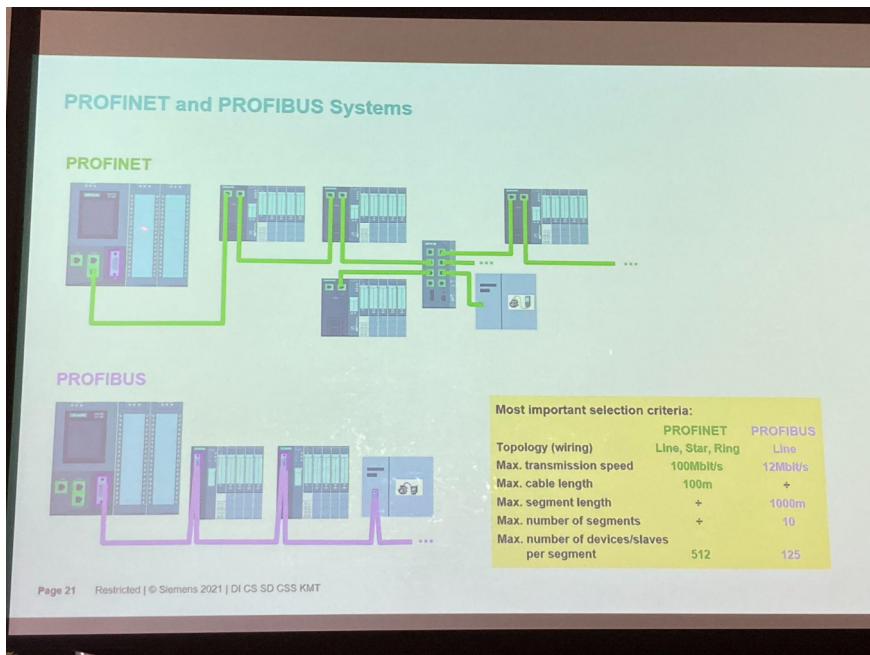 PROFINET and PROFIBUS Systems
PROFINET
PROFIBUS
Most important selection criteria:
PROFINET PROFIBUS
Topology (wiring) Line, Star, Ring Line
Max. transmission speed 100Mbit/s 12Mbit/s
Max. cable length 100m ÷
Max. segment length ÷ 1000m
Max. number of segments ÷ 10
Max. number of devices/slaves
per segment 512 125
Page 21 Restricted | © Siemens 2021 | DI CS SD CSS KMT